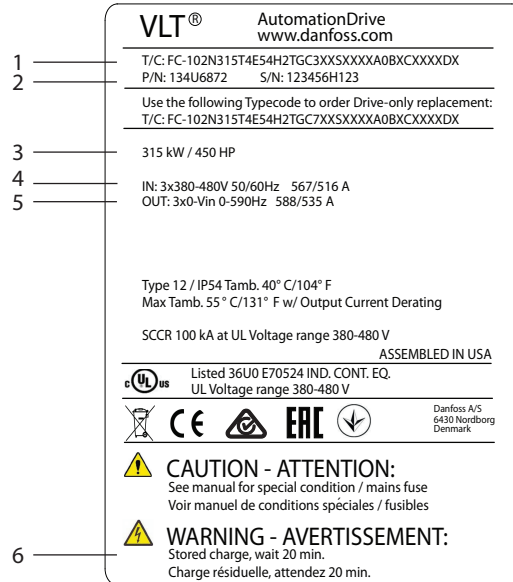 VLT® AutomationDrive
www.danfoss.com
1 T/C: FC-102N315T4E54H2TGC3XXSXXXXA0BXCXXXXDX
2 P/N: 134U6872 S/N: 123456H123
Use the following Typecode to order Drive-only replacement:
T/C: FC-102N315T4E54H2TGC7XXSXXXXA0BXCXXXXDX
3 315 kW / 450 HP
4 IN: 3x380-480V 50/60Hz 567/516 A
5 OUT: 3x0-Vin 0-590Hz 588/535 A
Type 12 / IP54 Tamb. 40° C/104° F
Max Tamb. 55° C/131° F w/ Output Current Derating
SCCR 100 kA at UL Voltage range 380-480 V
ASSEMBLED IN USA
c UL us Listed 36U0 E70524 IND. CONT. EQ.
UL Voltage range 380-480 V
CE EAC
Danfoss A/S
6430 Nordborg
Denmark
CAUTION - ATTENTION:
See manual for special condition / mains fuse
Voir manuel de conditions spéciales / fusibles
WARNING - AVERTISSEMENT:
6 Stored charge, wait 20 min.
Charge résiduelle, attendez 20 min.